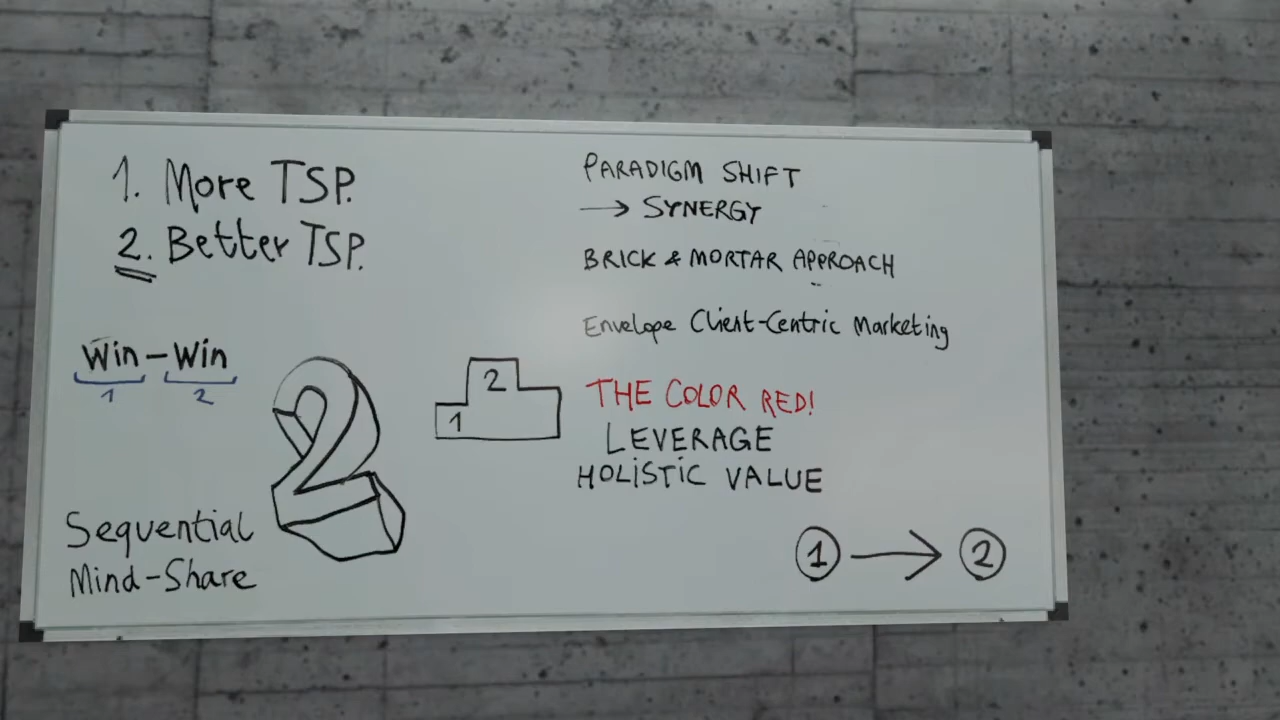 1. More TSP.
2. Better TSP.
Win-Win
1 2
2
Sequential
Mind-Share
1 2
PARADIGM SHIFT
→ SYNERGY
BRICK & MORTAR APPROACH
Envelope Client-Centric Marketing
THE COLOR RED!
LEVERAGE
HOLISTIC VALUE
1 → 2